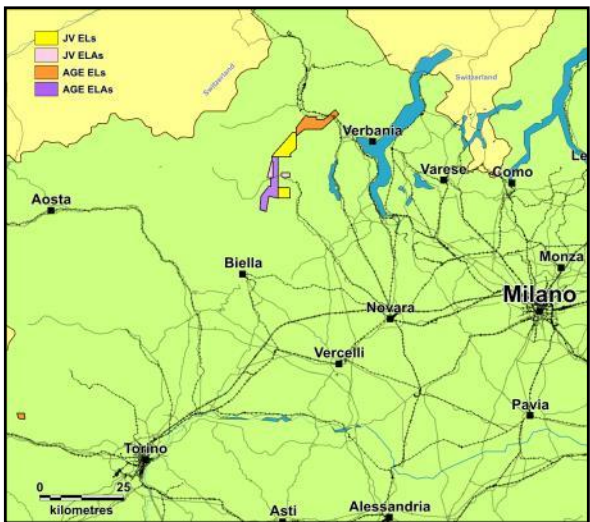 JV ELs
JV ELAs
AGE ELs
AGE ELAs
Switzerland
Switzerland
Verbania
Varese
Como
Le
Aosta
Biella
Monza
Milano
Novara
Vercelli
Pavia
Torino
0 25
kilometres
Asti
Alessandria